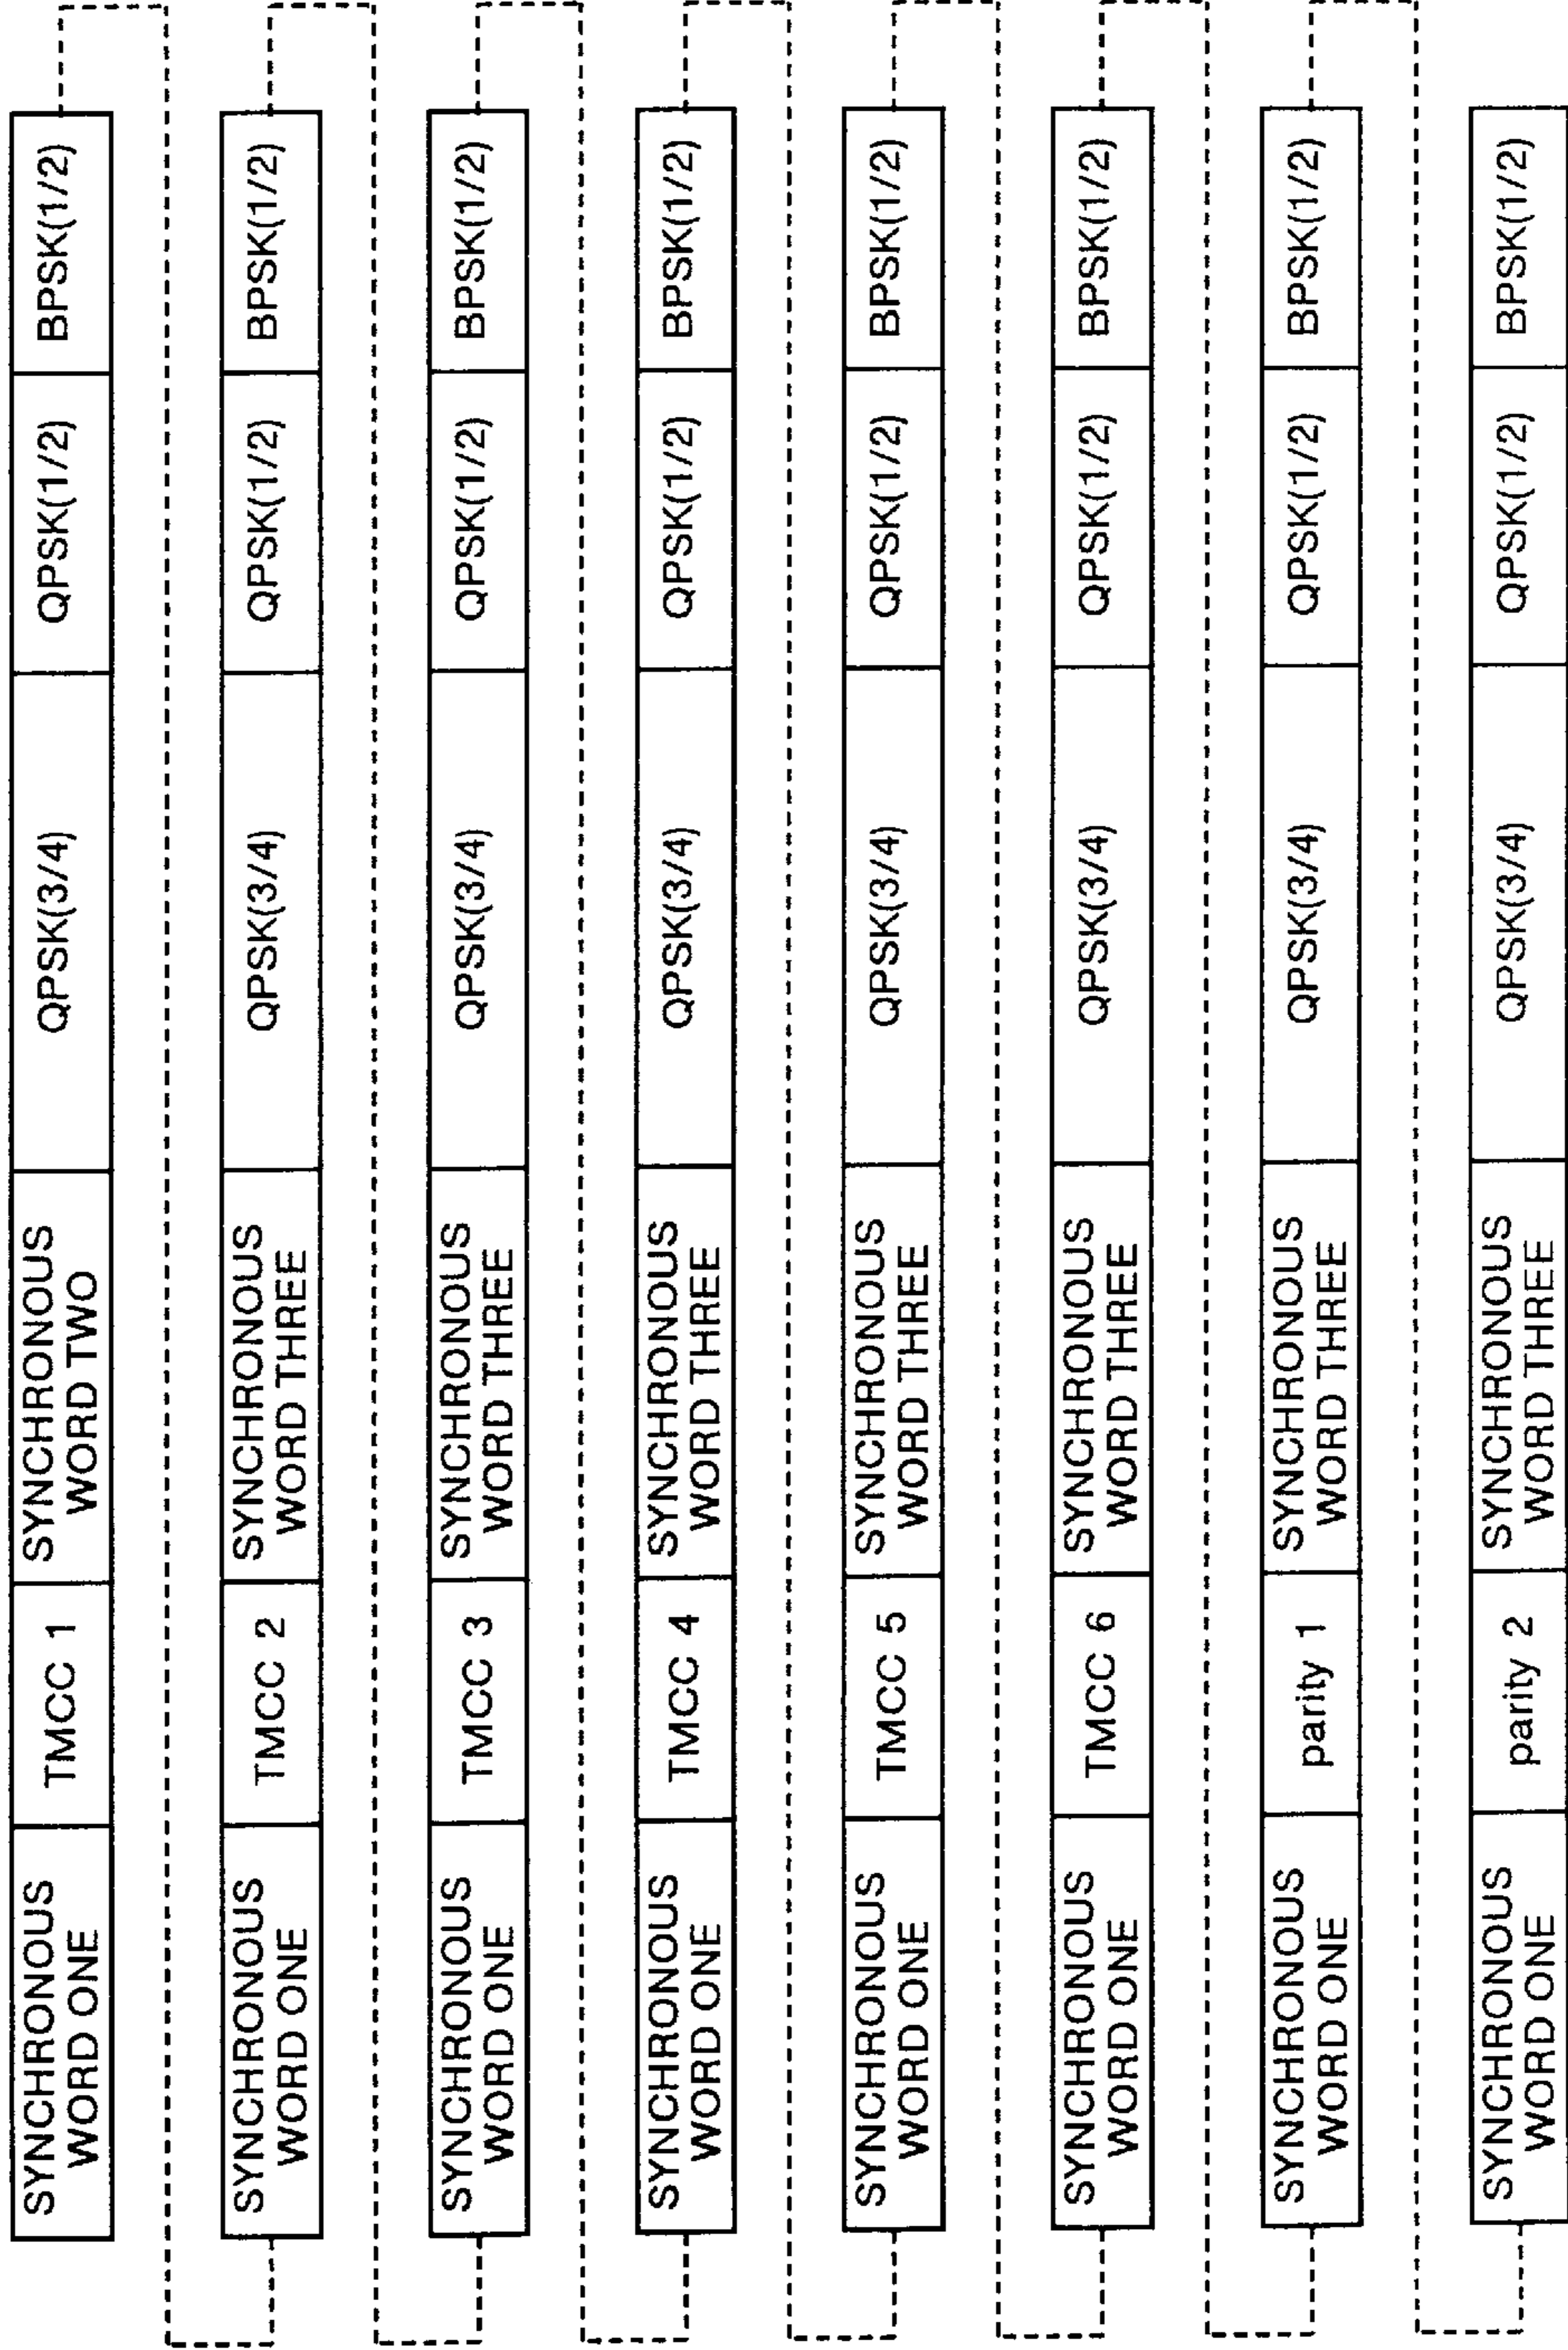 SYNCHRONOUS
WORD ONE
TMCC 1
SYNCHRONOUS
WORD TWO
QPSK(3/4)
QPSK(1/2)
BPSK(1/2)
SYNCHRONOUS
WORD ONE
TMCC 2
SYNCHRONOUS
WORD THREE
QPSK(3/4)
QPSK(1/2)
BPSK(1/2)
SYNCHRONOUS
WORD ONE
TMCC 3
SYNCHRONOUS
WORD THREE
QPSK(3/4)
QPSK(1/2)
BPSK(1/2)
SYNCHRONOUS
WORD ONE
TMCC 4
SYNCHRONOUS
WORD THREE
QPSK(3/4)
QPSK(1/2)
BPSK(1/2)
SYNCHRONOUS
WORD ONE
TMCC 5
SYNCHRONOUS
WORD THREE
QPSK(3/4)
QPSK(1/2)
BPSK(1/2)
SYNCHRONOUS
WORD ONE
TMCC 6
SYNCHRONOUS
WORD THREE
QPSK(3/4)
QPSK(1/2)
BPSK(1/2)
SYNCHRONOUS
WORD ONE
parity 1
SYNCHRONOUS
WORD THREE
QPSK(3/4)
QPSK(1/2)
BPSK(1/2)
SYNCHRONOUS
WORD ONE
parity 2
SYNCHRONOUS
WORD THREE
QPSK(3/4)
QPSK(1/2)
BPSK(1/2)